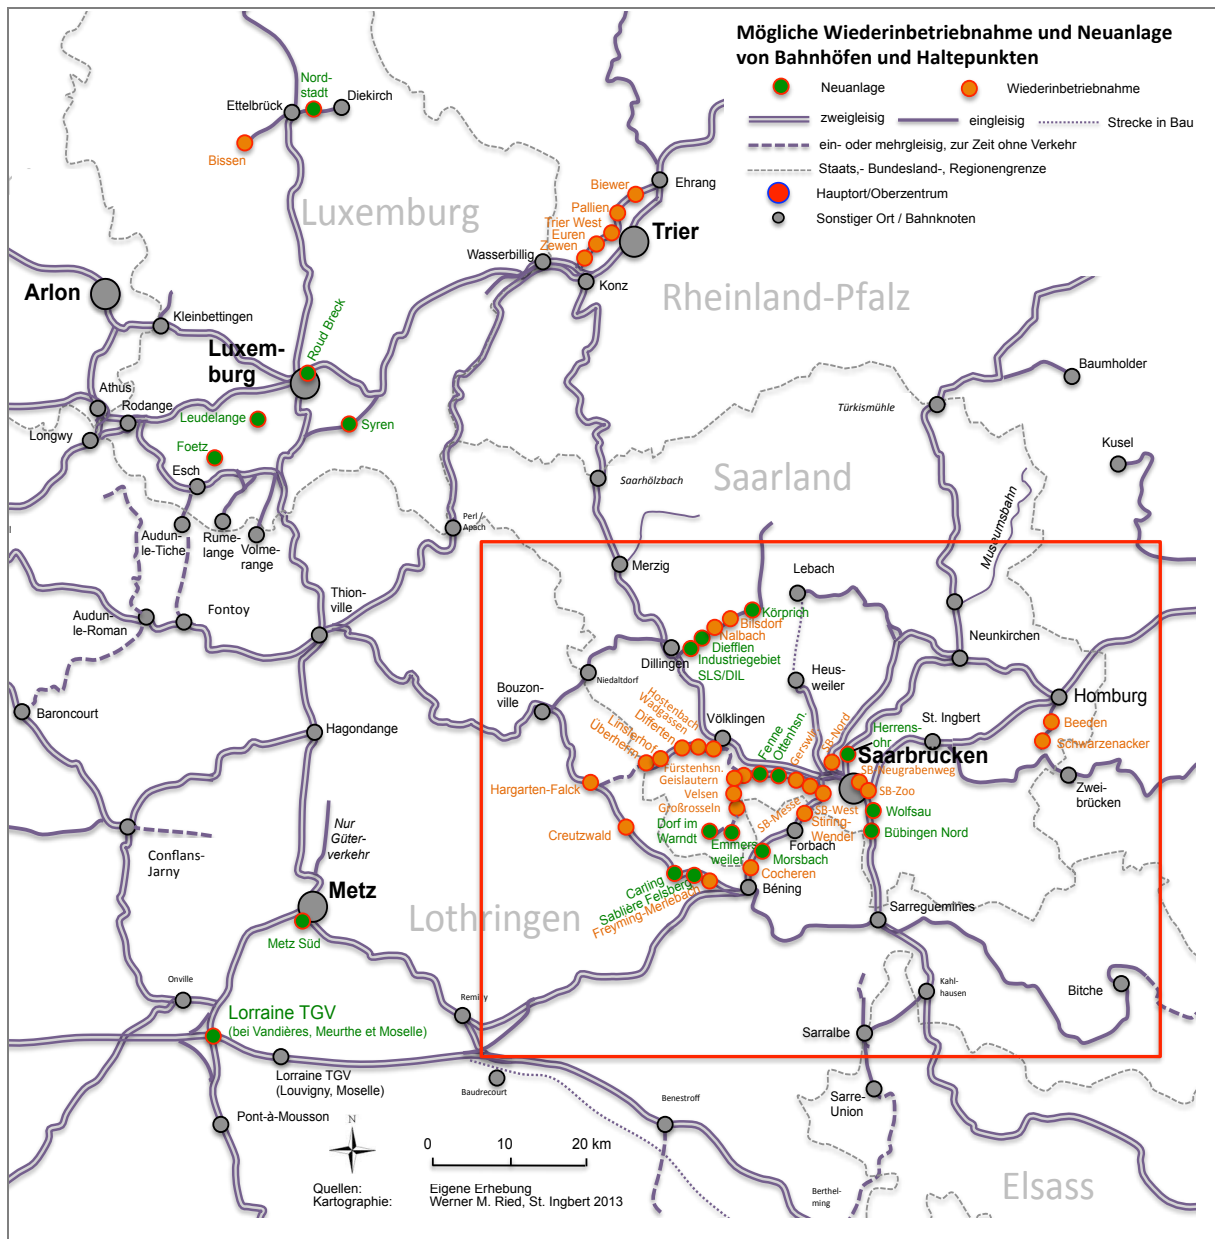 Mögliche Wiederinbetriebnahme und Neuanlage
von Bahnhöfen und Haltepunkten
Neuanlage
Wiederinbetriebnahme
zweigleisig
eingleisig
Strecke in Bau
ein- oder mehrgleisig, zur Zeit ohne Verkehr
Staats,- Bundesland-, Regionengrenze
Hauptort/Oberzentrum
Sonstiger Ort / Bahnknoten
Nord-
stadt
Ettelbrück
Diekirch
Bissen
Luxemburg
Biewer
Ehrang
Pallien
Trier West
Euren
Zewen
Trier
Wasserbillig
Konz
Rheinland-Pfalz
Arlon
Kleinbettingen
Roud Breck
Luxem-
burg
Athus
Rodange
Longwy
Leudelange
Syren
Foetz
Esch
Audun-
le-Tiche
Rume-
lange
Volme-
range
Baumholder
Türkismühle
Kusel
Saarhölzbach
Saarland
Perl /
Apach
Museumsbahn
Merzig
Lebach
Audun-
le-Roman
Fontoy
Thion-
ville
Körprich
Bilsdorf
Nalbach
Diefflen
Industriegebiet
SLS/DIL
Dillingen
Niedaltdorf
Neunkirchen
Heus-
weiler
Homburg
Bouzon-
ville
Baroncourt
Hagondange
Hostenbach
Wadgassen
Differten
Linslerhof
Überherrn
Völklingen
Fenne
Ottenhsn.
Gersw.
SB-Nord
Herrens-
ohr
St. Ingbert
Beeden
Schwarzenacker
Saarbrücken
SB-Neugrabenweg
SB-Zoo
Zwei-
brücken
Fürstenhsn.
Geislautern
Velsen
Großrosseln
Hargarten-Falck
SB-Messe
SB-West
Stiring-
Wendel
Wolfsau
Bübingen Nord
Creutzwald
Dorf im
Warndt
Emmers
weiler
Forbach
Morsbach
Cocheren
Conflans-
Jarny
Nur
Güter-
verkehr
Carling
Sablière Felsberg
Freyming-Merlebach
Béning
Metz
Lothringen
Sarreguemines
Metz Süd
Onville
Remilly
Kahl-
hausen
Bitche
Lorraine TGV
(bei Vandières, Meurthe et Moselle)
Sarralbe
Lorraine TGV
(Louvigny, Moselle)
Baudrecourt
Sarre-
Union
Pont-à-Mousson
Benestroff
N
0 10 20 km
Elsass
Berthel-
ming
Quellen: Eigene Erhebung
Kartographie: Werner M. Ried, St. Ingbert 2013